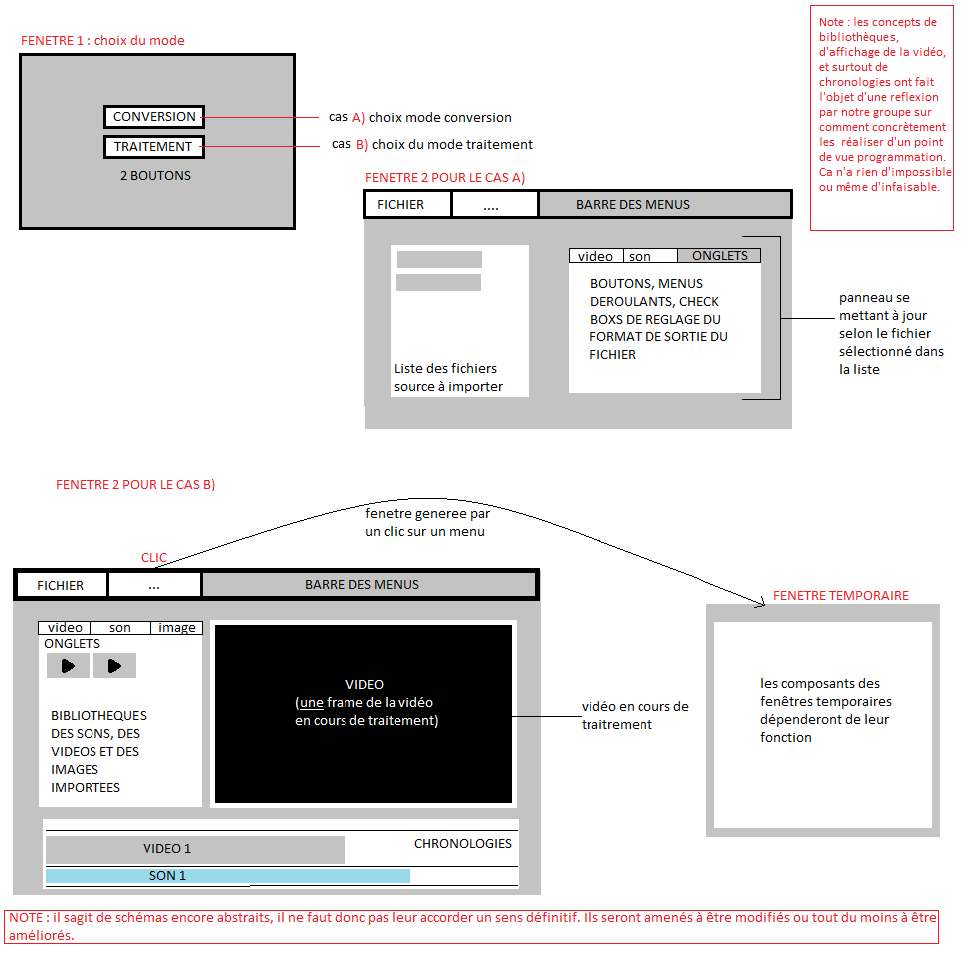 FENETRE 1 : choix du mode
CONVERSION
TRAITEMENT
2 BOUTONS
cas A) choix mode conversion
cas B) choix du mode traitement
Note : les concepts de
bibliothèques,
d'affichage de la vidéo,
et surtout de
chronologies ont fait
l'objet d'une reflexion
par notre groupe sur
comment concrètement
les réaliser d'un point
de vue programmation.
Ca n'a rien d'impossible
ou même d'infaisable.
FENETRE 2 POUR LE CAS A)
FICHIER
....
BARRE DES MENUS
Liste des fichiers
source à importer
video
son
ONGLETS
BOUTONS, MENUS
DEROULANTS, CHECK
BOXS DE REGLAGE DU
FORMAT DE SORTIE DU
FICHIER
panneau se
mettant à jour
selon le fichier
sélectionné dans
la liste
FENETRE 2 POUR LE CAS B)
fenetre generee par
un clic sur un menu
CLIC
FICHIER
...
BARRE DES MENUS
video
son
image
ONGLETS
BIBLIOTHEQUES
DES SONS, DES
VIDEOS ET DES
IMAGES
IMPORTEES
VIDEO
(une frame de la vidéo
en cours de traitement)
vidéo en cours de
traitrement
FENETRE TEMPORAIRE
les composants des
fenêtres temporaires
dépenderont de leur
fonction
CHRONOLOGIES
VIDEO 1
SON 1
NOTE : il sagit de schémas encore abstraits, il ne faut donc pas leur accorder un sens définitif. Ils seront amenés à être modifiés ou tout du moins à être
améliorés.